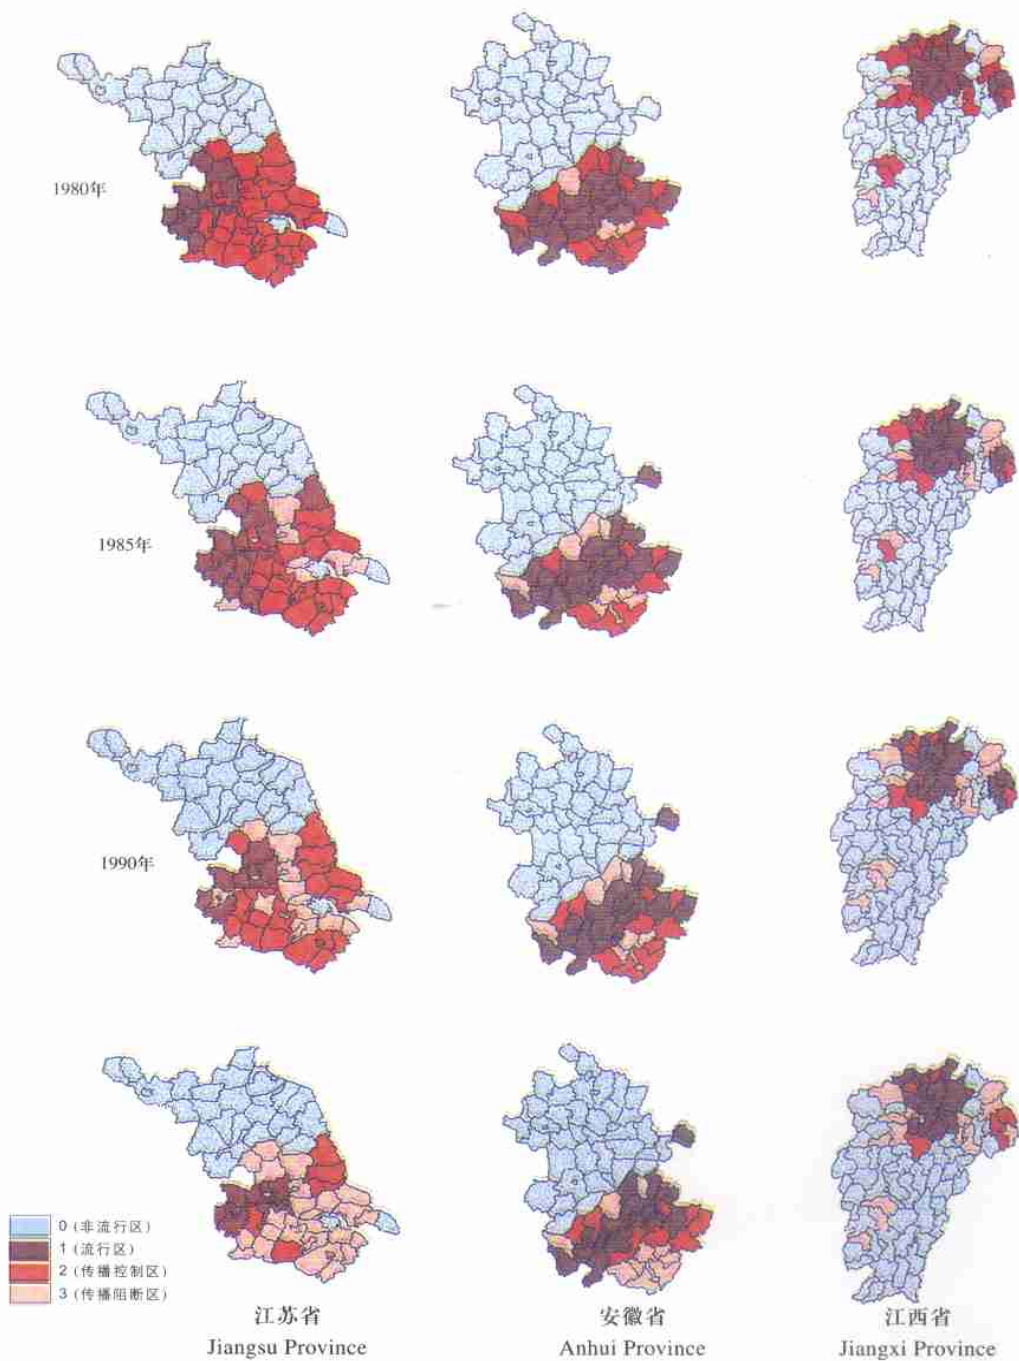 1980年
1985年
1990年
0 (非流行区)
1 (流行区)
2 (传播控制区)
3 (传播阻断区)
江苏省
Jiangsu Province
安徽省
Anhui Province
江西省
Jiangxi Province